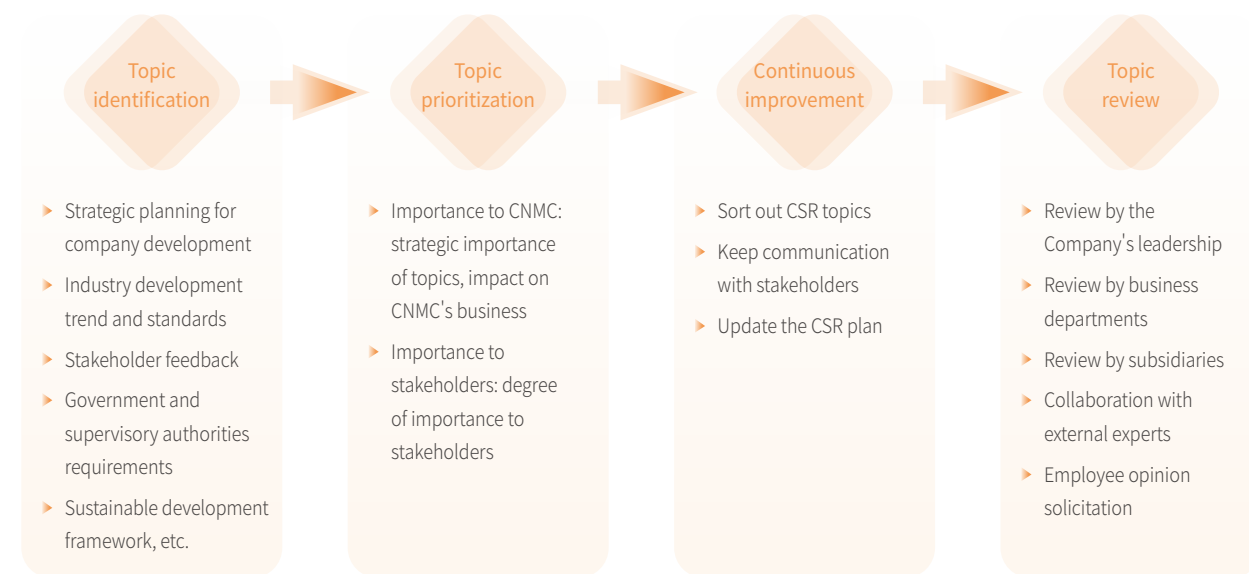 Topic
identification
Strategic planning for
company development
Industry development
trend and standards
Stakeholder feedback
Government and
supervisory authorities
requirements
Sustainable development
framework, etc.
Topic
prioritization
Importance to CNMC:
strategic importance
of topics, impact on
CNMC's business
Importance to
stakeholders: degree
of importance to
stakeholders
Continuous
improvement
Sort out CSR topics
Keep communication
with stakeholders
Update the CSR plan
Topic
review
Review by the
Company's leadership
Review by business
departments
Review by subsidiaries
Collaboration with
external experts
Employee opinion
solicitation